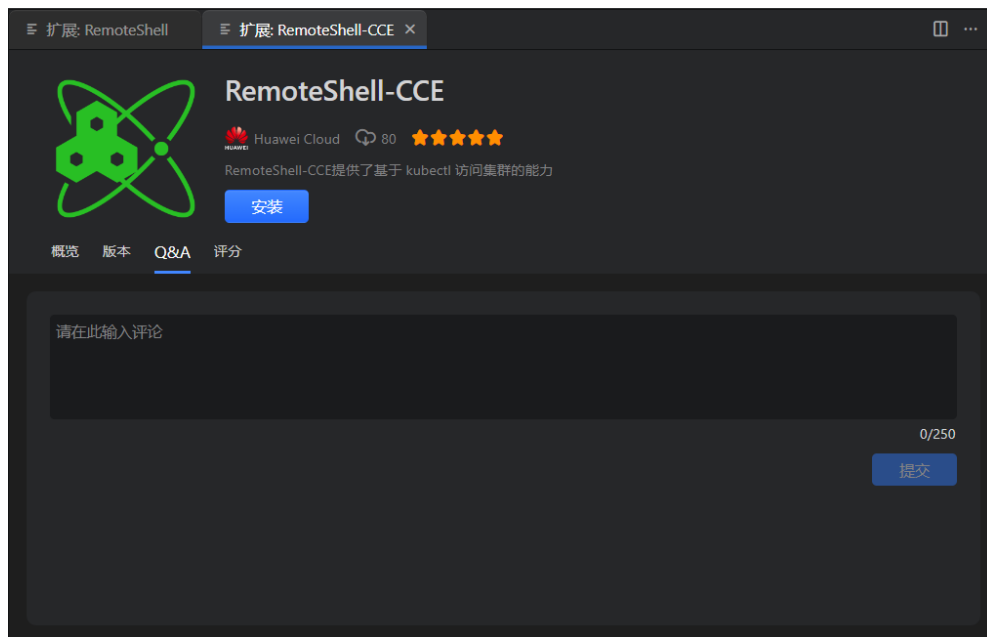 扩展: RemoteShell
扩展: RemoteShell-CCE
RemoteShell-CCE
HUAWEI Huawei Cloud 80
RemoteShell-CCE提供了基于 kubectl 访问集群的能力
安装
概览 版本 Q&A 评分
请在此输入评论
0/250
提交